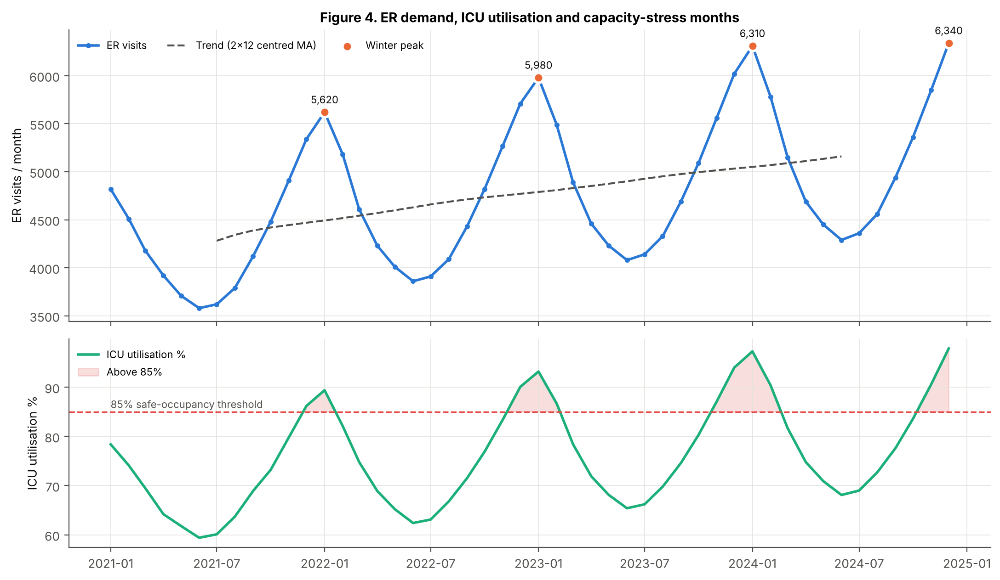 Figure 4. ER demand, ICU utilisation and capacity-stress months
ER visits
Trend (2×12 centred MA)
Winter peak
5,620
5,980
6,310
6,340
ER visits / month
6000
5500
5000
4500
4000
3500
ICU utilisation %
Above 85%
85% safe-occupancy threshold
ICU utilisation %
90
80
70
60
2021-01
2021-07
2022-01
2022-07
2023-01
2023-07
2024-01
2024-07
2025-01